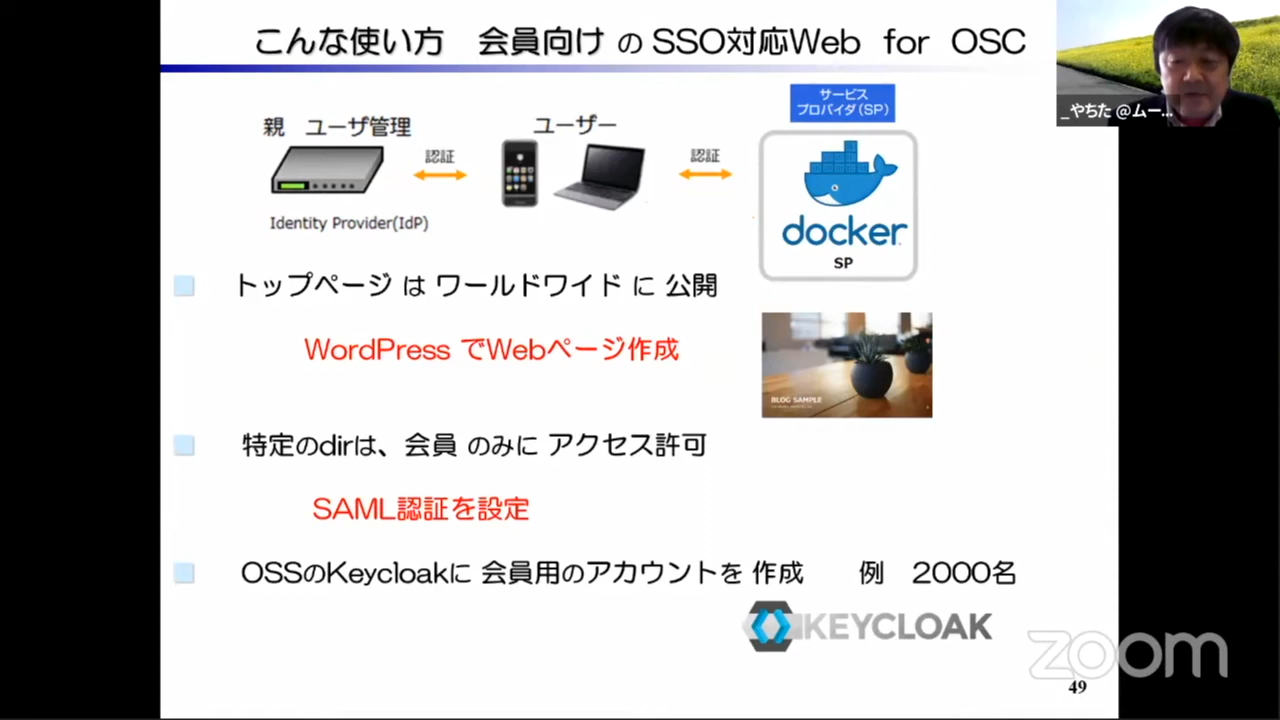 こんな使い方　会員向け の SSO対応Web for OSC
サービス
プロバイダ(SP)
_やちた @ムー...
親　ユーザ管理
ユーザー
認証
認証
Identity Provider(IdP)
docker
SP
トップページ は ワールドワイド に 公開
WordPress でWebページ作成
BLOG SAMPLE
特定のdirは、会員 のみに アクセス許可
SAML認証を設定
OSSのKeycloakに 会員用のアカウントを 作成　　例　2000名
KEYCLOAK
zoom
49